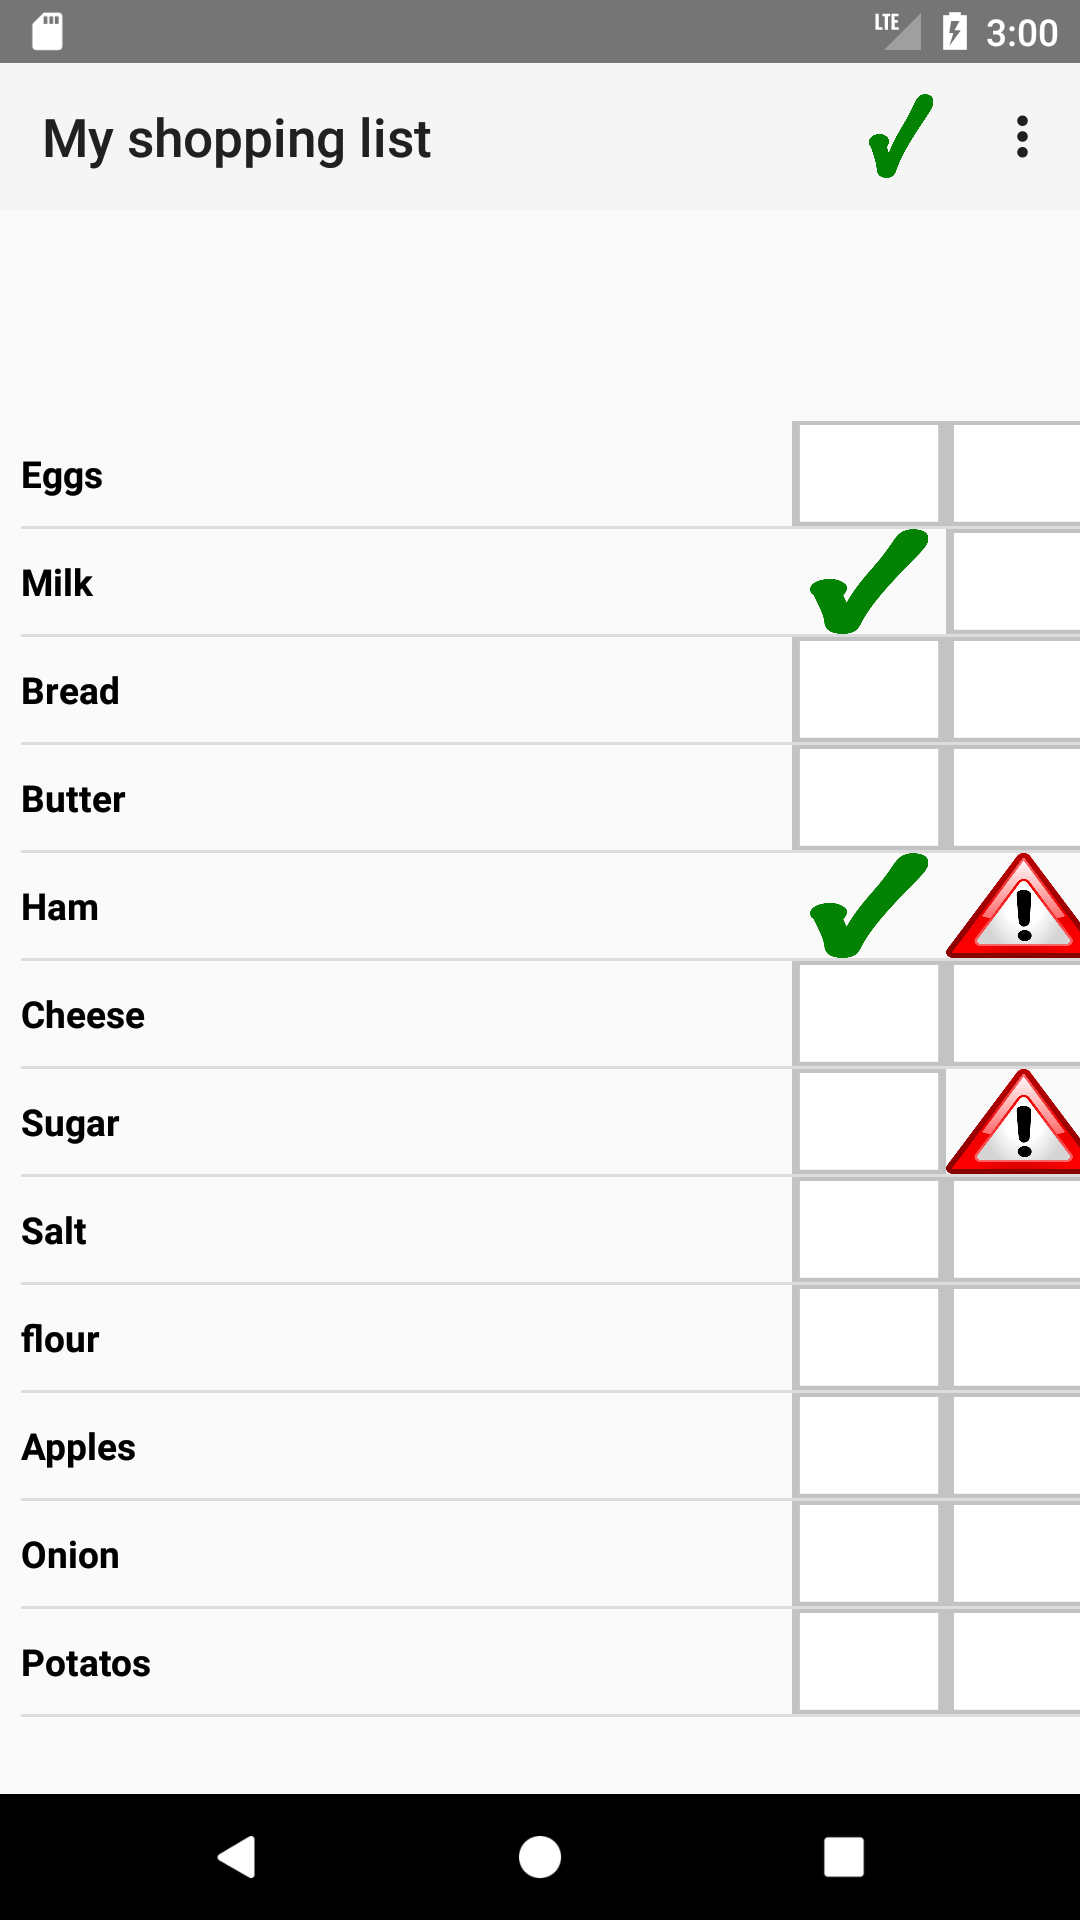 LTE 3:00
My shopping list
Eggs
Milk
Bread
Butter
Ham
Cheese
Sugar
Salt
flour
Apples
Onion
Potatos